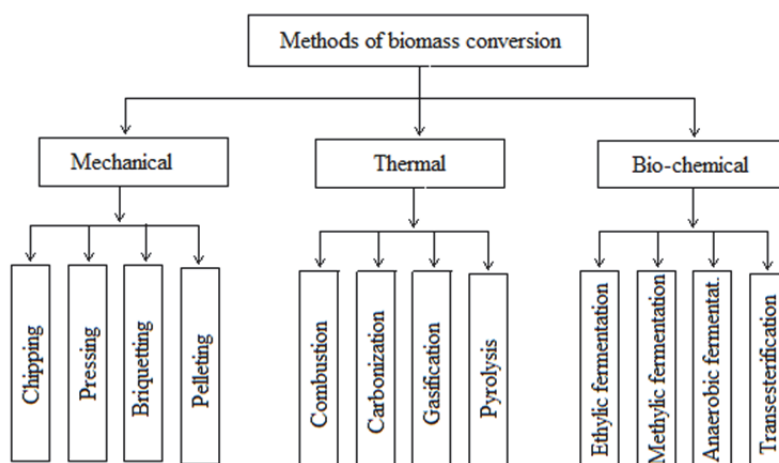 Methods of biomass conversion
Mechanical
Thermal
Bio-chemical
Chipping
Pressing
Briquetting
Pelleting
Combustion
Carbonization
Gasification
Pyrolysis
Ethylic fermentation
Methylic fermentation
Anaerobic fermentat.
Transesterification